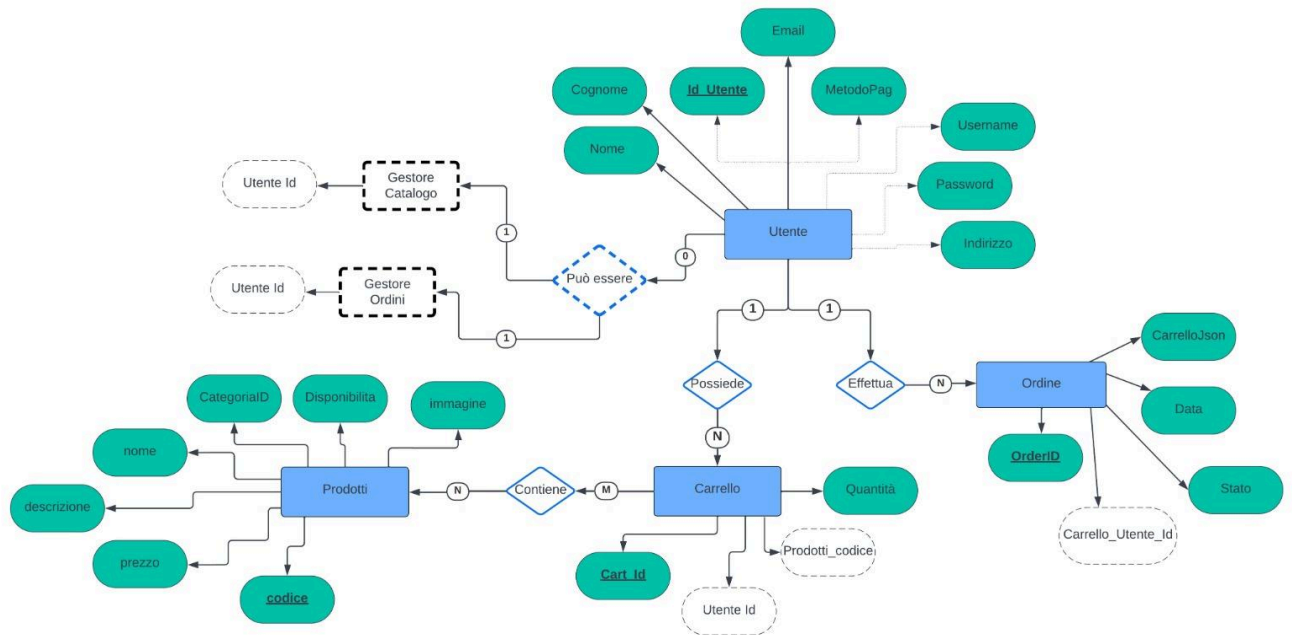 Email
Cognome
Id_Utente
MetodoPag
Username
Nome
Utente Id
Gestore
Catalogo
Password
1
Utente
0
Indirizzo
Può essere
Utente Id
Gestore
Ordini
1
1
1
CarrelloJson
Possiede
Effettua
N
Ordine
CategoriaID
Disponibilita
immagine
Data
nome
N
OrderID
descrizione
Prodotti
N
Contiene
M
Carrello
Quantità
Stato
Carrello_Utente_Id
prezzo
Prodotti_codice
codice
Cart_Id
Utente Id